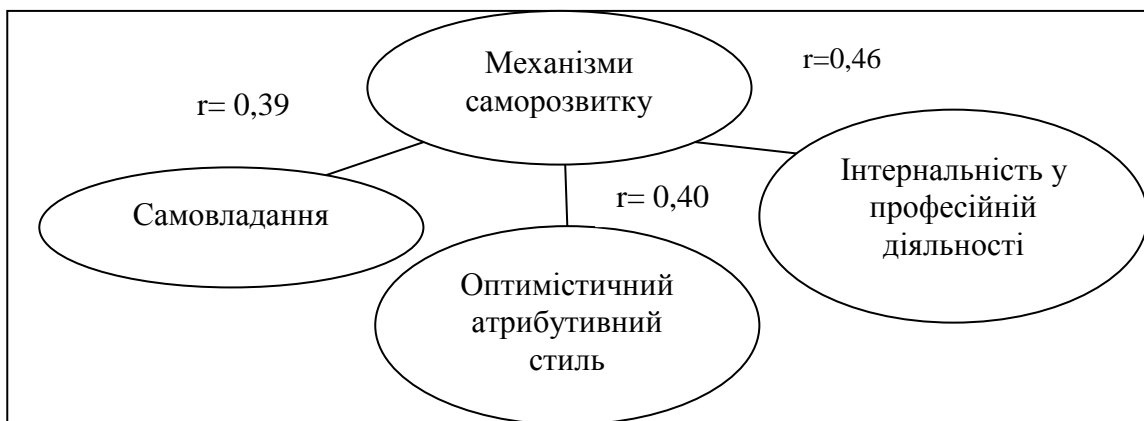 Механізми
саморозвитку
r=0,46
r= 0,39
Самовладання
r= 0,40
Інтернальність у
професійній
діяльності
Оптимістичний
атрибутивний
стиль